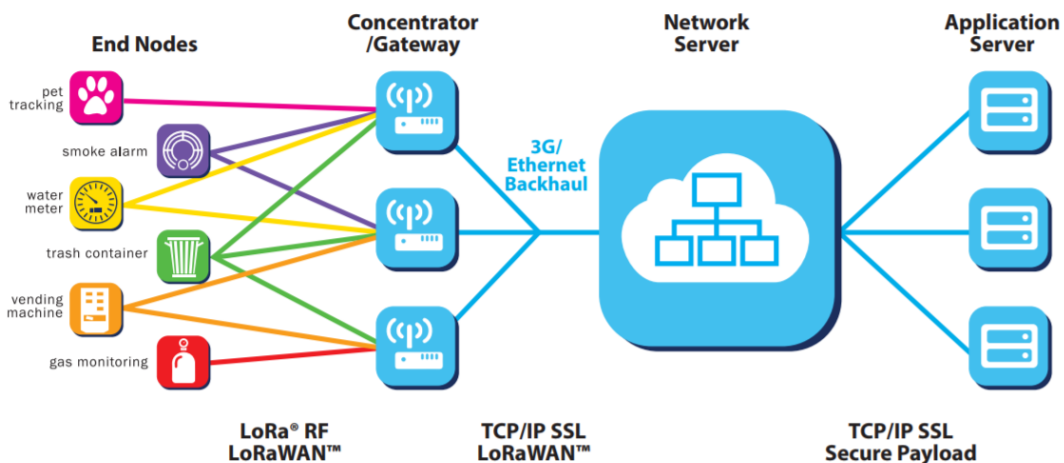 End Nodes
Concentrator
/Gateway
Network
Server
Application
Server
pet
tracking
smoke alarm
water
meter
trash container
vending
machine
gas monitoring
3G/
Ethernet
Backhaul
LoRa® RF
LoRaWAN™
TCP/IP SSL
LoRaWAN™
TCP/IP SSL
Secure Payload